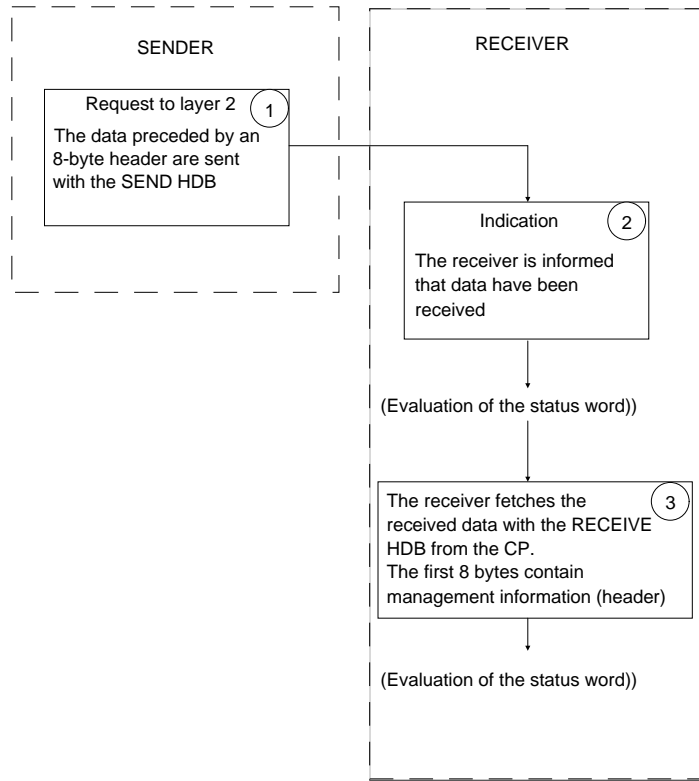 SENDER
Request to layer 2
1
The data preceded by an
8-byte header are sent
with the SEND HDB
RECEIVER
Indication
2
The receiver is informed
that data have been
received
(Evaluation of the status word))
The receiver fetches the
3
received data with the RECEIVE
HDB from the CP.
The first 8 bytes contain
management information (header)
(Evaluation of the status word))